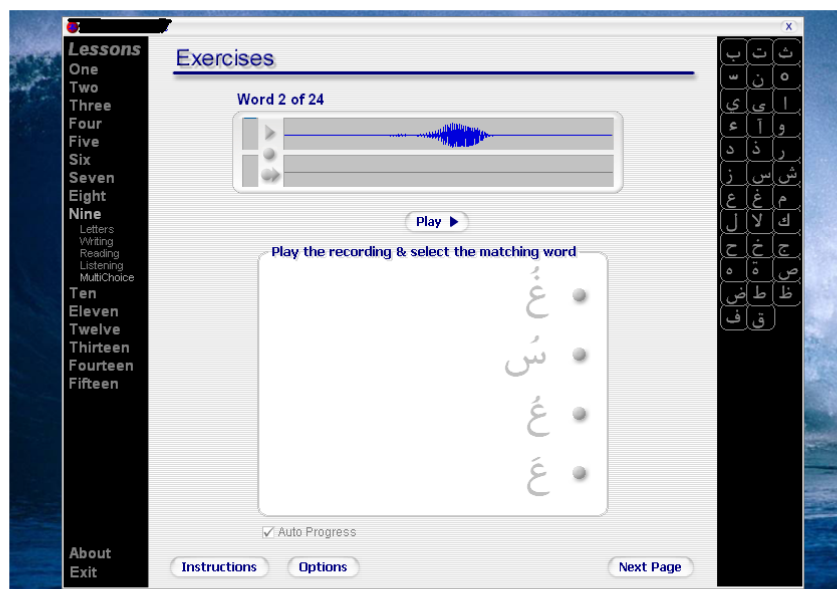 Lessons
One
Two
Three
Four
Five
Six
Seven
Eight
Nine
Letters
Writing
Reading
Listening
MultiChoice
Ten
Eleven
Twelve
Thirteen
Fourteen
Fifteen
About
Exit
Exercises
Word 2 of 24
Play
Play the recording & select the matching word
غُ
سُ
عُ
عَ
Auto Progress
Instructions
Options
Next Page
x
ث ت ب
ن
ا ى ي
و آ ء
ر ذ د
ش س ز
م غ ع
ك لا ل
ج خ ح
ص ة ه
ظ ط ض
ق ف